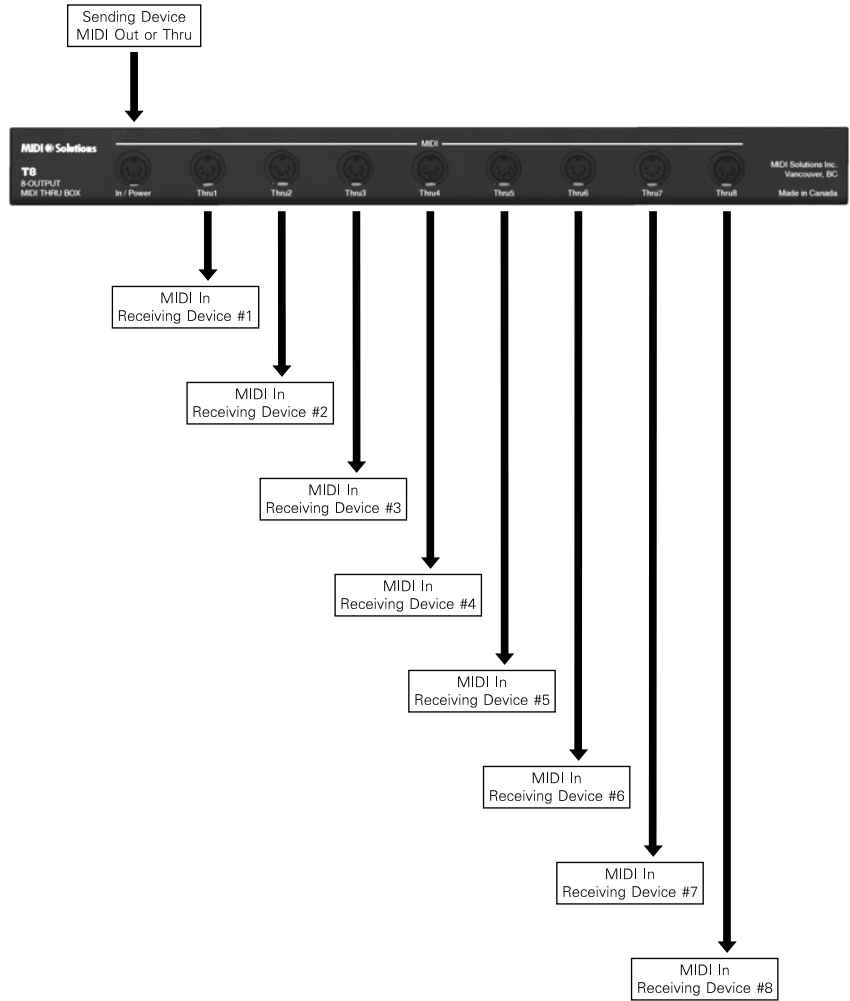 Sending Device
MIDI Out or Thru
MIDI Solutions
T8
8-OUTPUT
MIDI THRU BOX
MIDI
In / Power
Thru1
Thru2
Thru3
Thru4
Thru5
Thru6
Thru7
Thru8
MIDI Solutions Inc.
Vancouver, BC
Made in Canada
MIDI In
Receiving Device #1
MIDI In
Receiving Device #2
MIDI In
Receiving Device #3
MIDI In
Receiving Device #4
MIDI In
Receiving Device #5
MIDI In
Receiving Device #6
MIDI In
Receiving Device #7
MIDI In
Receiving Device #8